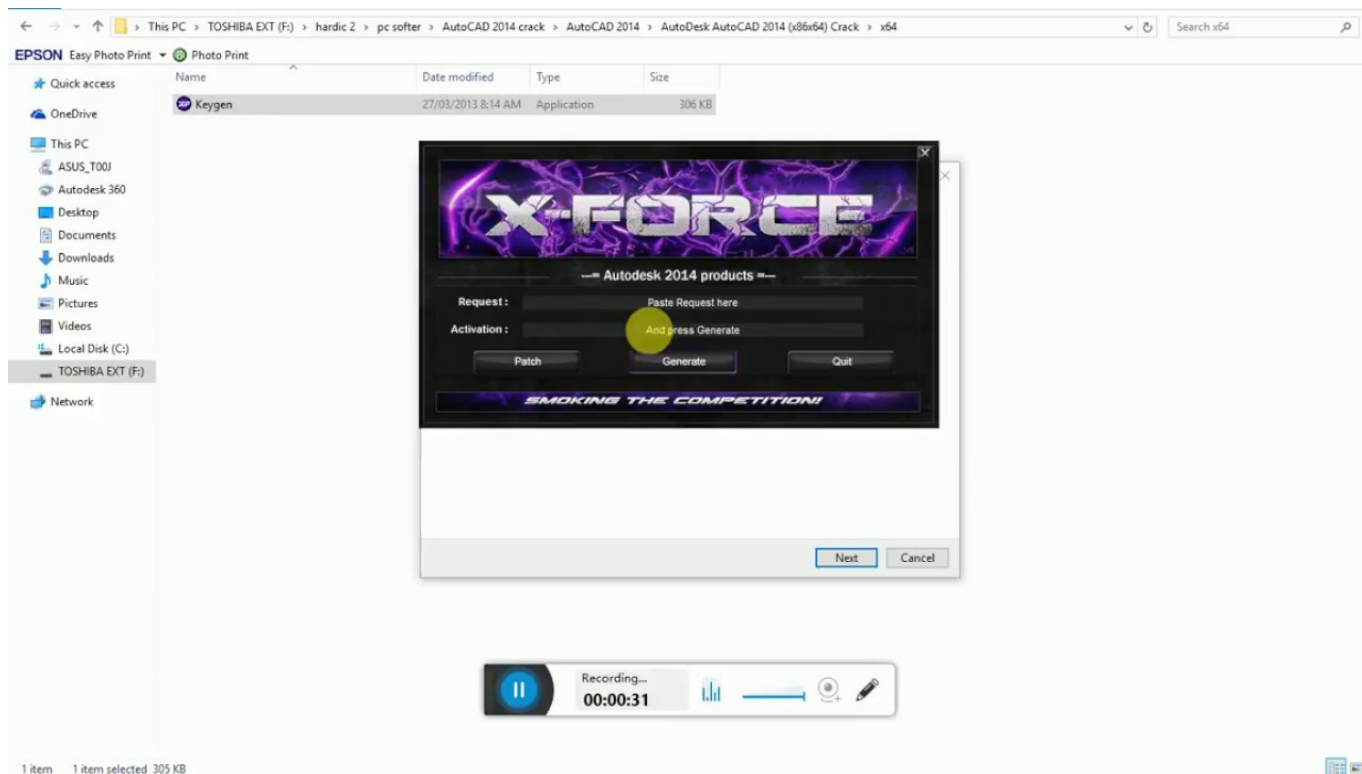 This PC > TOSHIBA EXT (F:) > hardic 2 > pc softer > AutoCAD 2014 crack > AutoCAD 2014 > AutoDesk AutoCAD 2014 (x86x64) Crack > x64
Search x64
EPSON Easy Photo Print Photo Print
Name Date modified Type Size
Keygen 27/03/2013 8:14 AM Application 306 KB
Quick access
OneDrive
This PC
ASUS_T00J
Autodesk 360
Desktop
Documents
Downloads
Music
Pictures
Videos
Local Disk (C:)
TOSHIBA EXT (F:)
Network
X-FORCE
---= Autodesk 2014 products =---
Request : Paste Request here
Activation : And press Generate
Patch Generate Quit
SMOKING THE COMPETITION!
Next Cancel
Recording...
00:00:31
1 item 1 item selected 305 KB